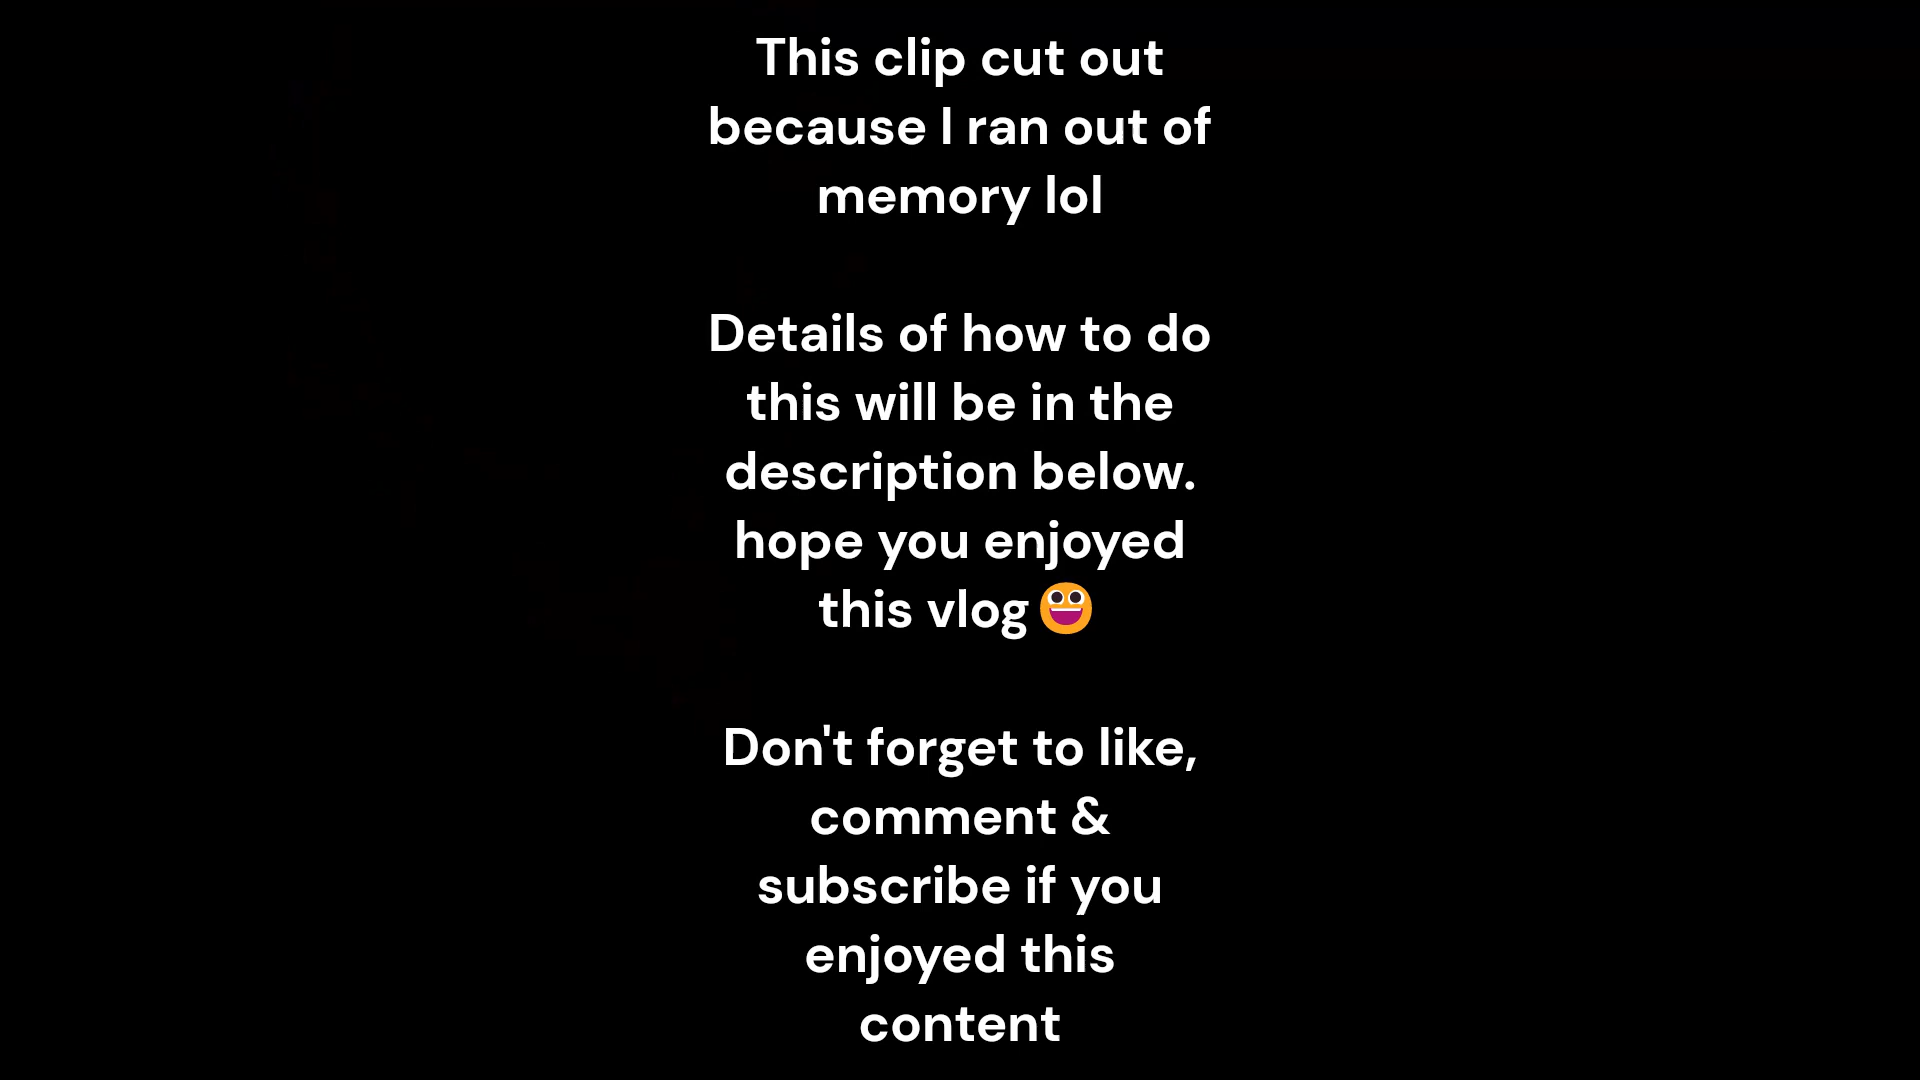 This clip cut out
because I ran out of
memory lol
Details of how to do
this will be in the
description below.
hope you enjoyed
this vlog 😃
Don't forget to like,
comment &
subscribe if you
enjoyed this
content